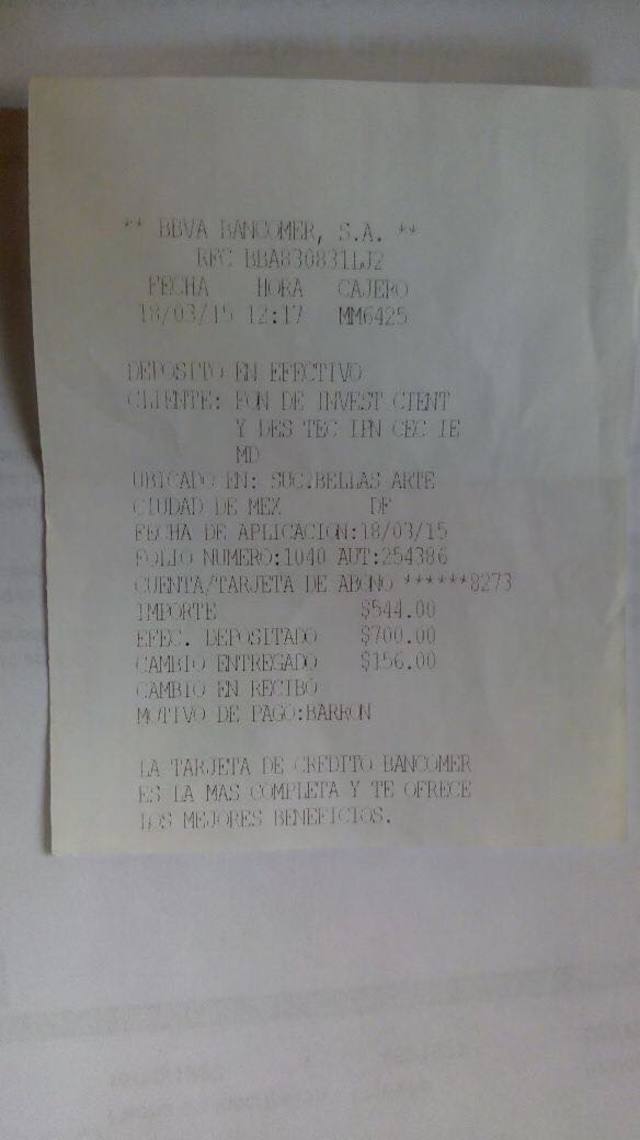 ** BBVA BANCOMER, S.A. **
RFC BBA830831LJ2
FECHA HORA CAJERO
18/03/15 12:17 MM6425
DEPOSITO EN EFECTIVO
CLIENTE: FON DE INVEST CIENT
Y DES TEC IPN CEC IE
MD
UBICADO EN: SUC.BELLAS ARTE
CIUDAD DE MEX DF
FECHA DE APLICACION:18/03/15
FOLIO NUMERO:1040 AUT:254386
CUENTA/TARJETA DE ABONO ******8273
IMPORTE $544.00
EFEC. DEPOSITADO $700.00
CAMBIO ENTREGADO $156.00
CAMBIO EN RECIBO
MOTIVO DE PAGO:BARRON
LA TARJETA DE CREDITO BANCOMER
ES LA MAS COMPLETA Y TE OFRECE
LOS MEJORES BENEFICIOS.